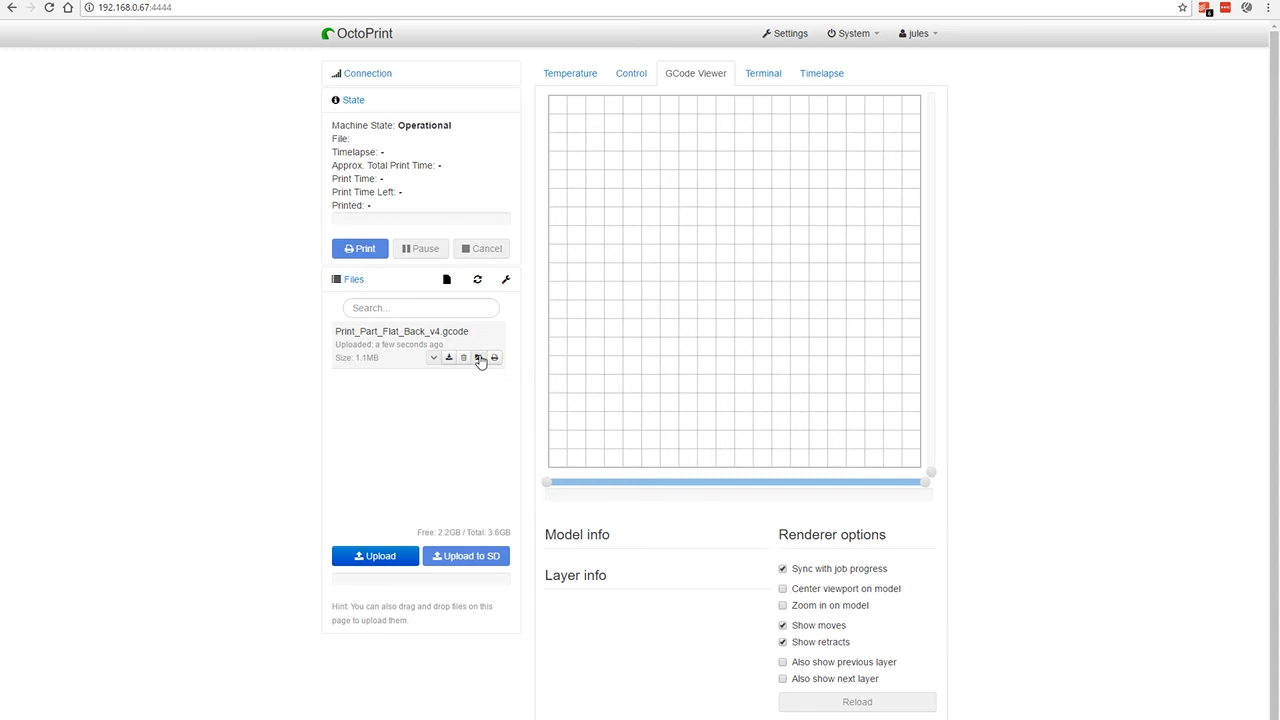 192.168.0.67:4444
6
OctoPrint
Settings
System
jules
Connection
State
Machine State: Operational
File:
Timelapse: -
Approx. Total Print Time: -
Print Time: -
Print Time Left: -
Printed: -
Print
Pause
Cancel
Files
Search...
Print_Part_Flat_Back_v4.gcode
Uploaded: a few seconds ago
Size: 1.1MB
Free: 2.2GB / Total: 3.6GB
Upload
Upload to SD
Hint: You can also drag and drop files on this
page to upload them.
Temperature
Control
GCode Viewer
Terminal
Timelapse
Model info
Layer info
Renderer options
Sync with job progress
Center viewport on model
Zoom in on model
Show moves
Show retracts
Also show previous layer
Also show next layer
Reload